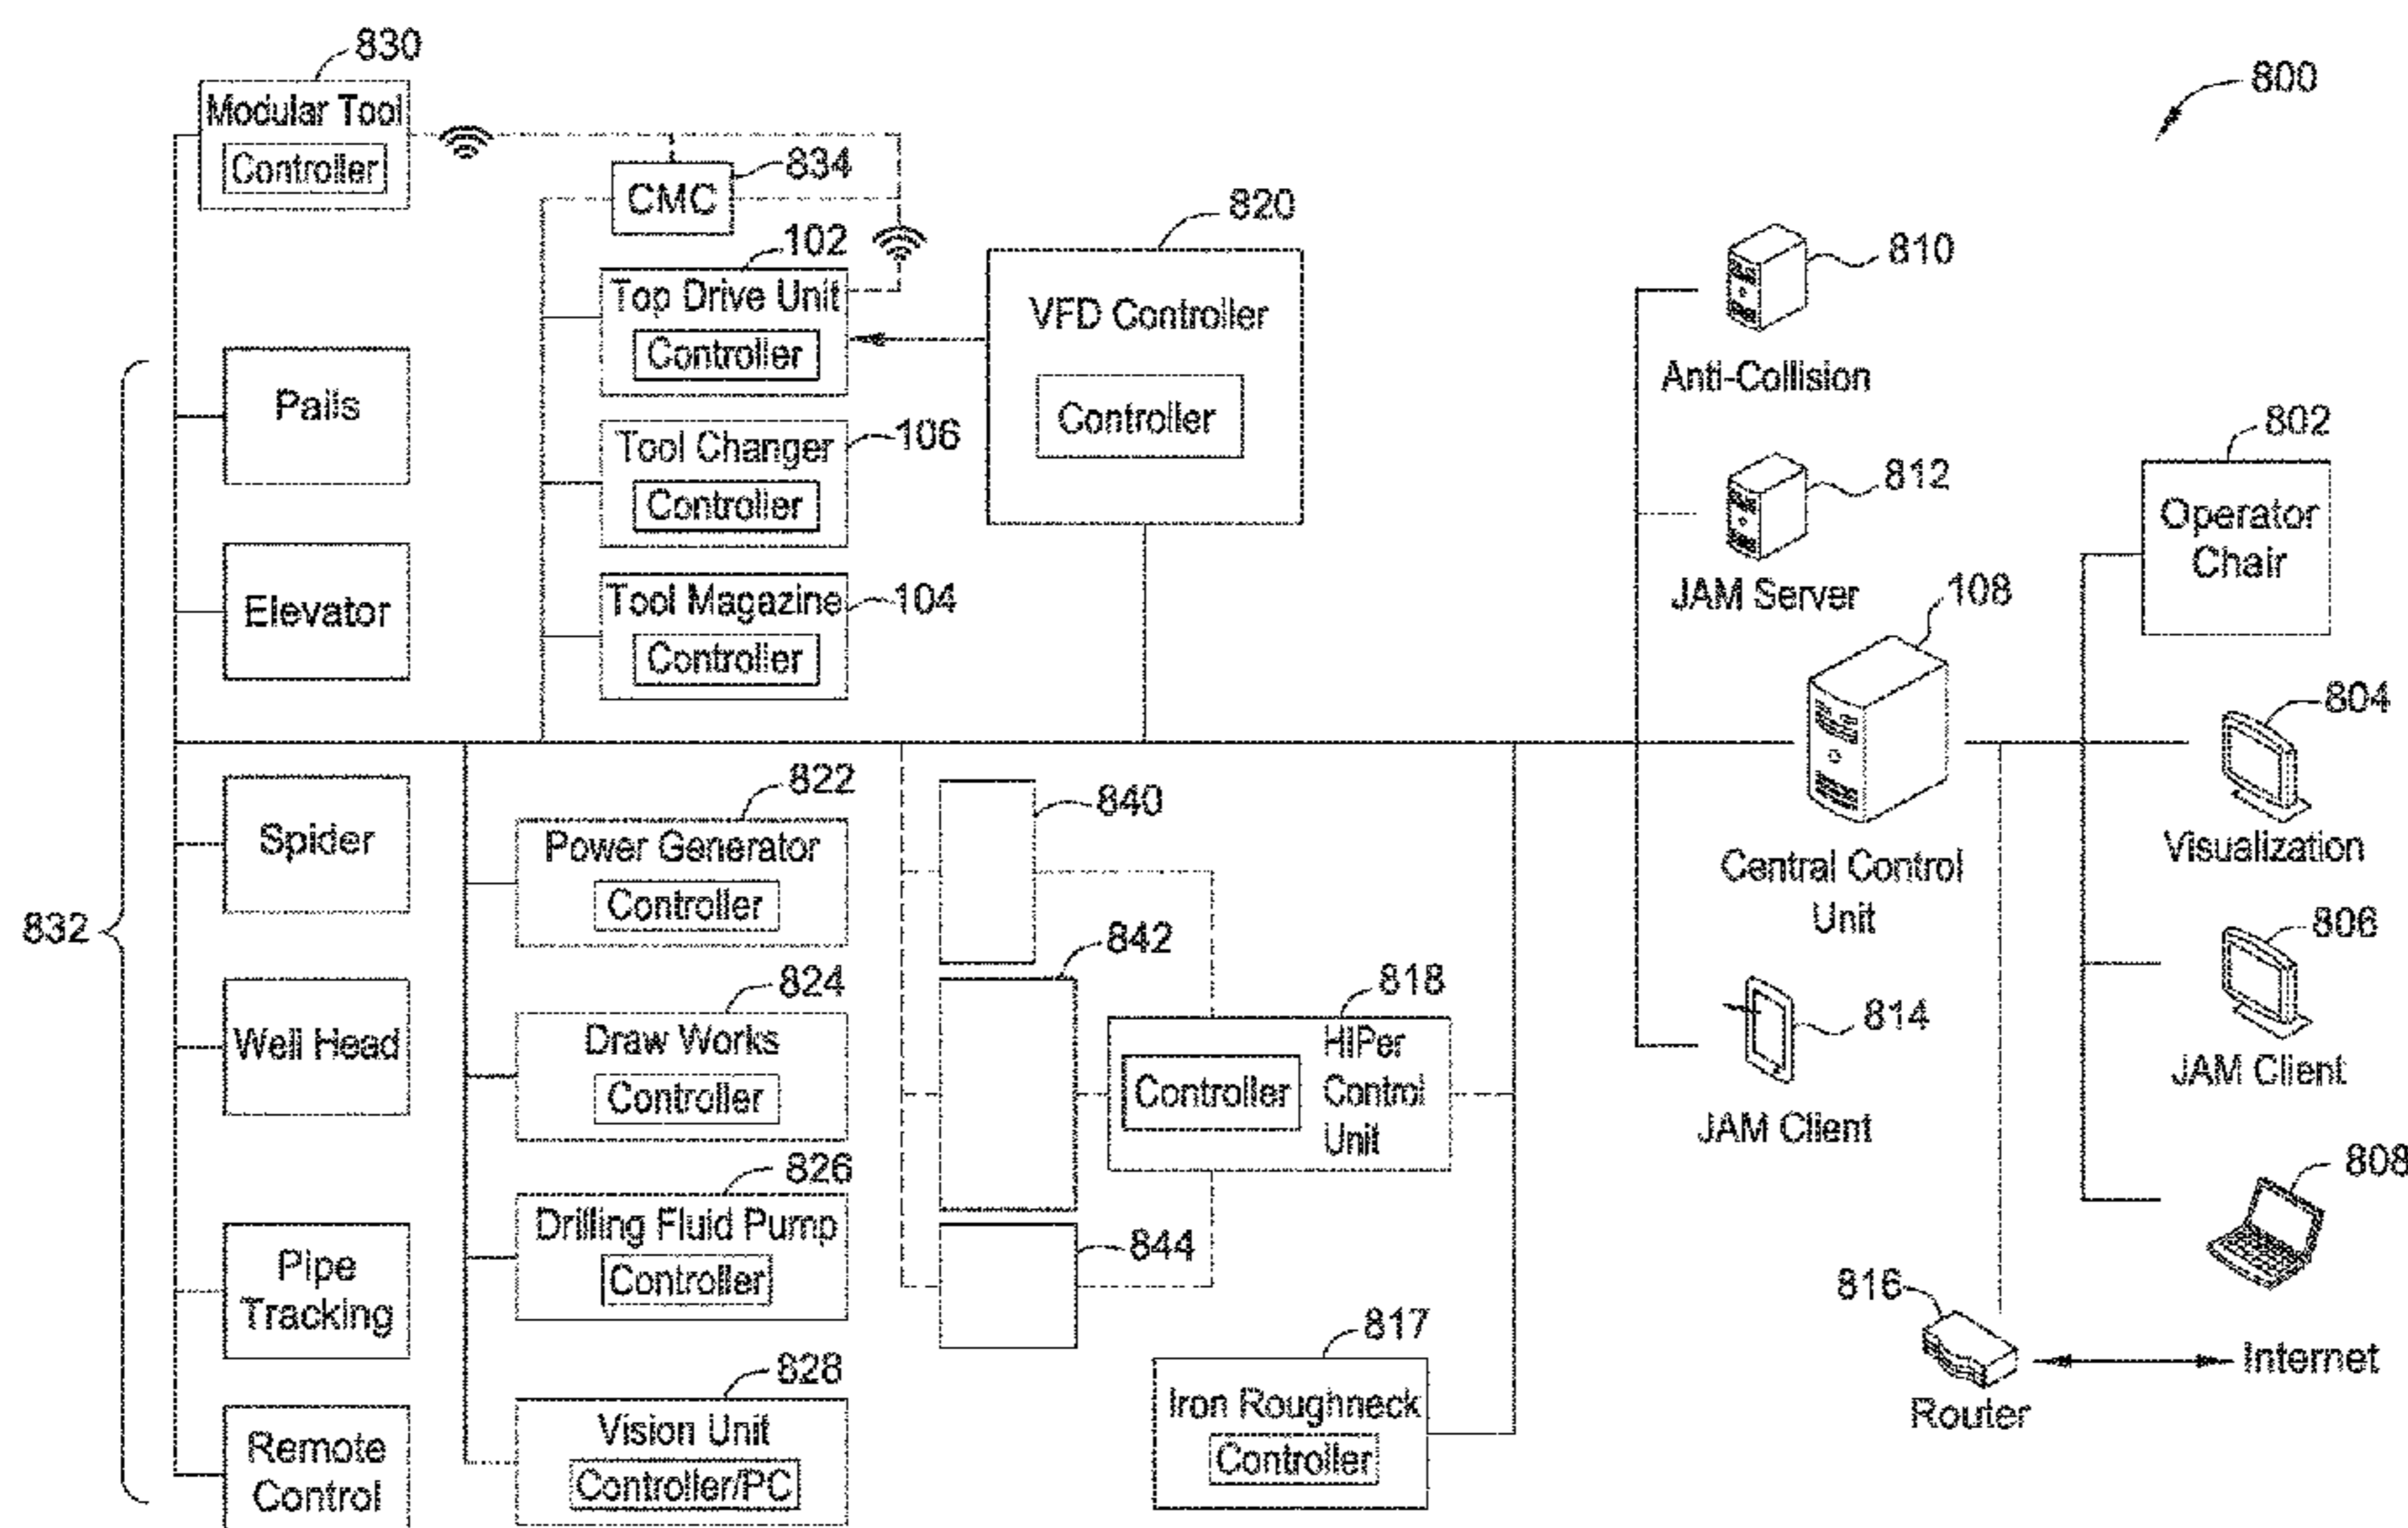 830
Modular Tool
Controller
800
834
CMC
820
102
Top Drive Unit
Controller
VFD Controller
Controller
810
Anti-Collision
Pails
106
Tool Changer
Controller
802
Operator
Chair
812
JAM Server
Elevator
Tool Magazine
104
Controller
108
Central Control
Unit
804
Visualization
832
Spider
822
Power Generator
Controller
840
Well Head
824
Draw Works
Controller
842
818
Controller
HIPer
Control
Unit
814
JAM Client
806
JAM Client
Pipe
Tracking
826
Drilling Fluid Pump
Controller
844
808
816
Router
Internet
Remote
Control
828
Vision Unit
Controller/PC
817
Iron Roughneck
Controller